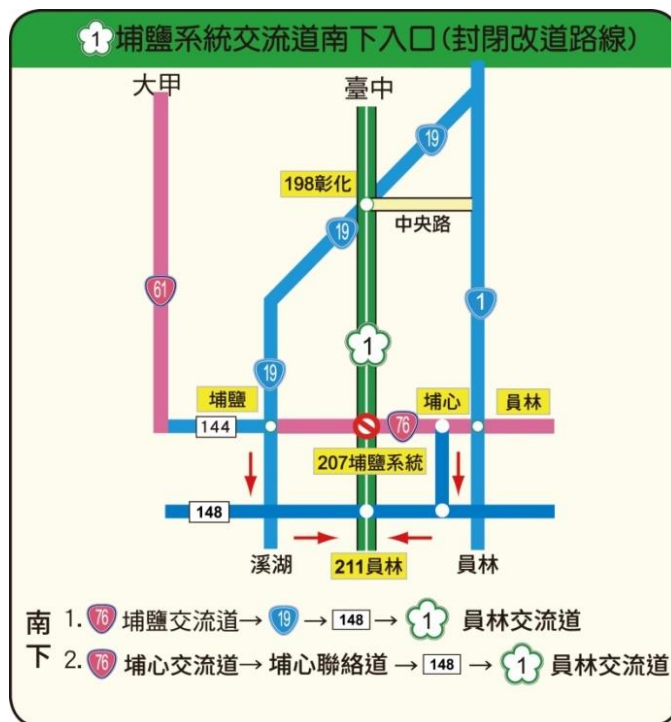 1 埔鹽系統交流道南下入口(封閉改道路線)
大甲
臺中
19
198彰化
中央路
19
61
1
1
19
埔鹽
埔心
員林
144
76
207埔鹽系統
148
溪湖
211員林
員林
南下
1. 76 埔鹽交流道→ 19 → 148 → 1 員林交流道
2. 76 埔心交流道→ 埔心聯絡道 → 148 → 1 員林交流道